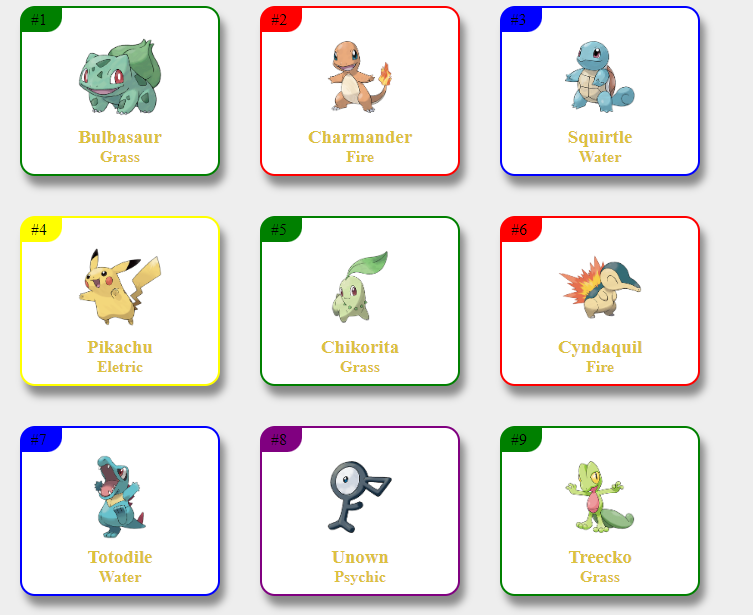 #1
Bulbasaur
Grass
#2
Charmander
Fire
#3
Squirtle
Water
#4
Pikachu
Eletric
#5
Chikorita
Grass
#6
Cyndaquil
Fire
#7
Totodile
Water
#8
Unown
Psychic
#9
Treecko
Grass